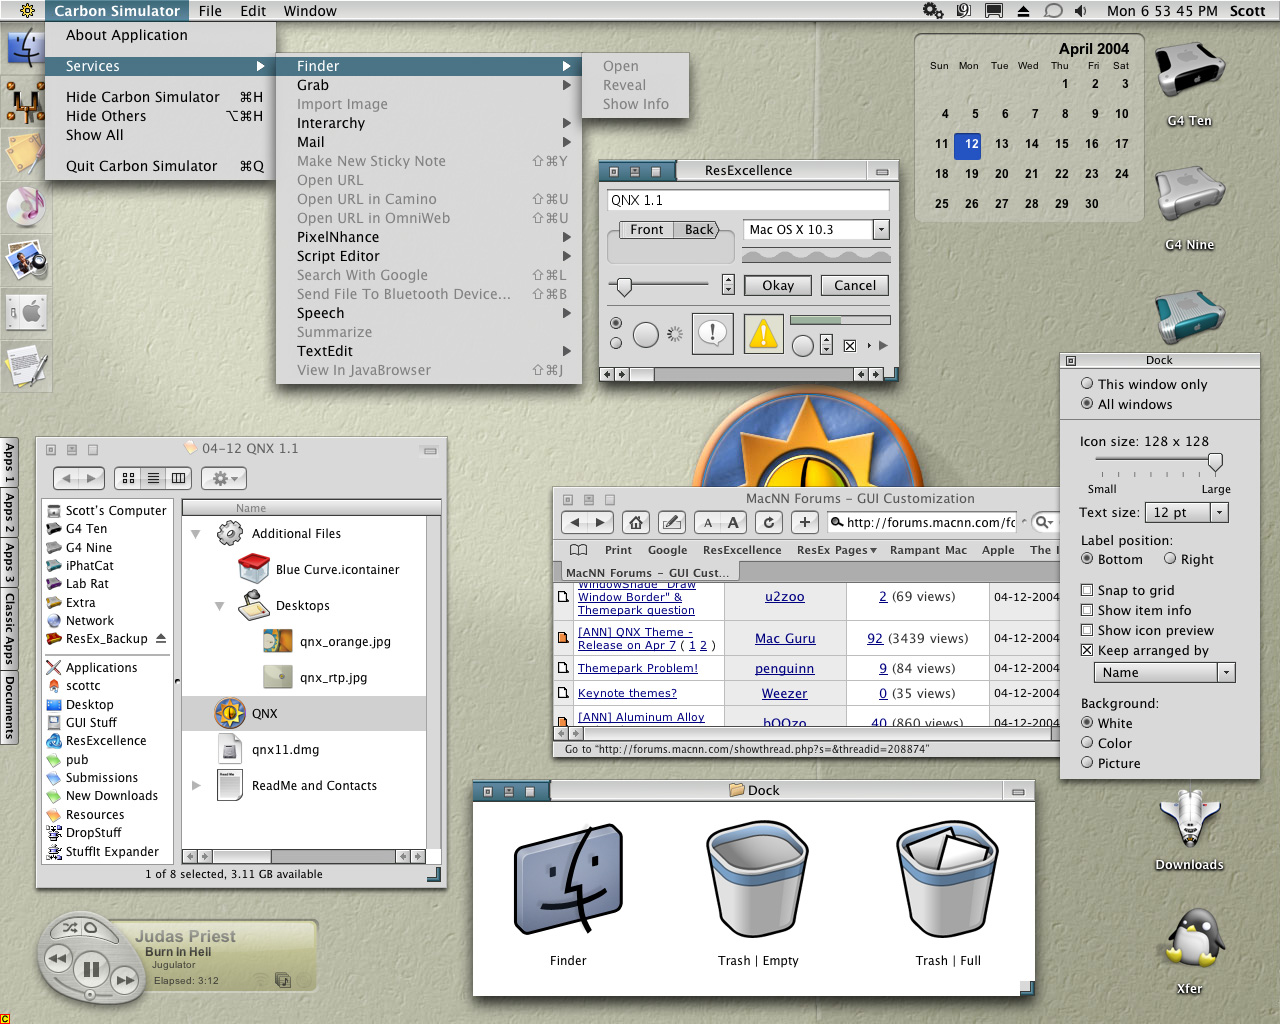 Carbon Simulator File Edit Window
Mon 6 53 45 PM Scott
About Application
Services
Hide Carbon Simulator ⌘H
Hide Others ⌥⌘H
Show All
Quit Carbon Simulator ⌘Q
Finder
Grab
Import Image
Interarchy
Mail
Make New Sticky Note ⇧⌘Y
Open URL
Open URL in Camino ⇧⌘U
Open URL in OmniWeb ⇧⌘U
PixelNhance
Script Editor
Search With Google ⇧⌘L
Send File To Bluetooth Device... ⇧⌘B
Speech
Summarize
TextEdit
View In JavaBrowser ⇧⌘J
Open
Reveal
Show Info
ResExcellence
QNX 1.1
Front Back
Mac OS X 10.3
Okay Cancel
April 2004
Sun Mon Tue Wed Thu Fri Sat
1 2 3
4 5 6 7 8 9 10
11 12 13 14 15 16 17
18 19 20 21 22 23 24
25 26 27 28 29 30
G4 Ten
G4 Nine
Dock
This window only
All windows
Icon size: 128 x 128
Small Large
Text size: 12 pt
Label position:
Bottom Right
Snap to grid
Show item info
Show icon preview
Keep arranged by
Name
Background:
White
Color
Picture
Apps 1
Apps 2
Apps 3
Classic Apps
Documents
04-12 QNX 1.1
Scott's Computer
G4 Ten
G4 Nine
iPhatCat
Lab Rat
Extra
Network
ResEx_Backup
Applications
scottc
Desktop
GUI Stuff
ResExcellence
pub
Submissions
New Downloads
Resources
DropStuff
StuffIt Expander
Name
Additional Files
Blue Curve.icontainer
Desktops
qnx_orange.jpg
qnx_rtp.jpg
QNX
qnx11.dmg
ReadMe and Contacts
1 of 8 selected, 3.11 GB available
MacNN Forums – GUI Customization
A A http://forums.macnn.com/fo
Print Google ResExcellence ResEx Pages Rampant Mac Apple The I
MacNN Forums – GUI Cust...
WindowShade "Draw
Window Border" &
Themepark question
u2zoo 2 (69 views) 04-12-2004
[ANN] QNX Theme -
Release on Apr 7 ( 1 2 )
Mac Guru 92 (3439 views) 04-12-2004
Themepark Problem! penguinn 9 (84 views) 04-12-2004
Keynote themes? Weezer 0 (35 views) 04-12-2004
[ANN] Aluminum Alloy bOOzo 40 (860 views) 04-12-2004
Go to "http://forums.macnn.com/showthread.php?s=&threadid=208874"
Dock
Finder
Trash | Empty
Trash | Full
Downloads
Xfer
Judas Priest
Burn in Hell
Jugulator
Elapsed: 3:12